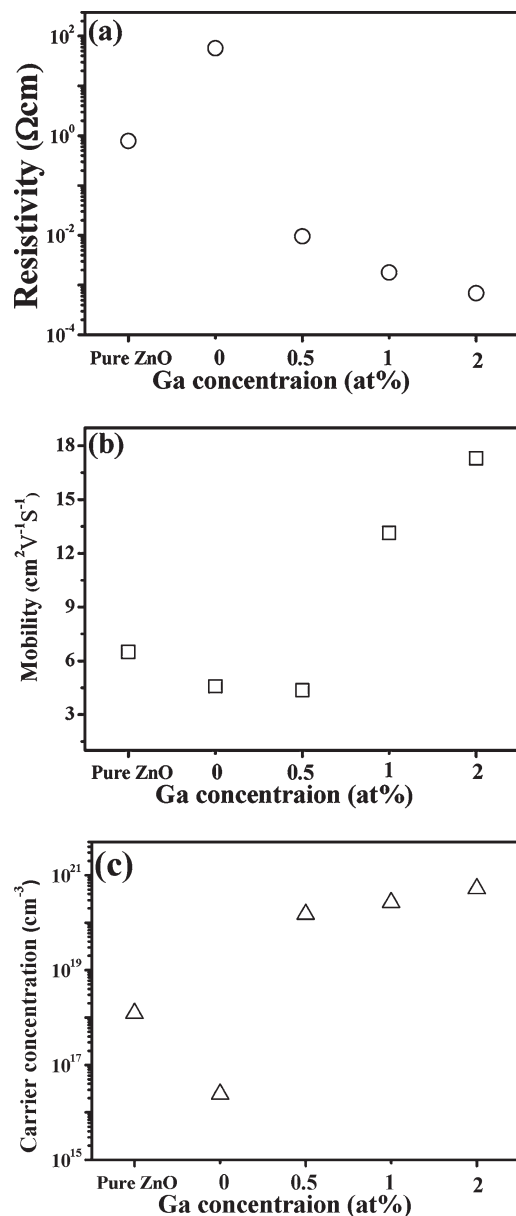 (a)
Resistivity (Ωcm)
10²
10⁰
10⁻²
10⁻⁴
Pure ZnO 0 0.5 1 2
Ga concentraion (at%)
(b)
Mobility (cm²V⁻¹S⁻¹)
18
15
12
9
6
3
Pure ZnO 0 0.5 1 2
Ga concentraion (at%)
(c)
Carrier concentration (cm⁻³)
10²¹
10¹⁹
10¹⁷
10¹⁵
Pure ZnO 0 0.5 1 2
Ga concentraion (at%)